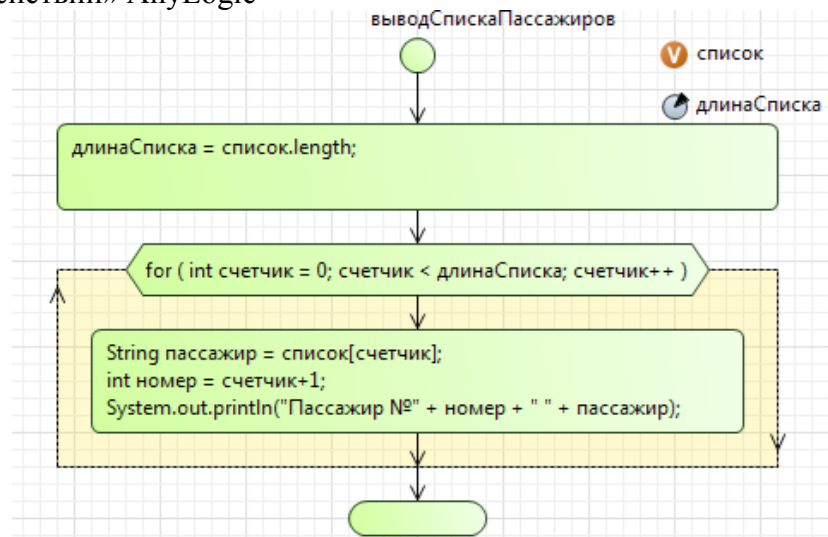 выводСпискаПассажиров
список
длинаСписка
длинаСписка = список.length;
for ( int счетчик = 0; счетчик < длинаСписка; счетчик++ )
String пассажир = список[счетчик];
int номер = счетчик+1;
System.out.println("Пассажир №" + номер + " " + пассажир);